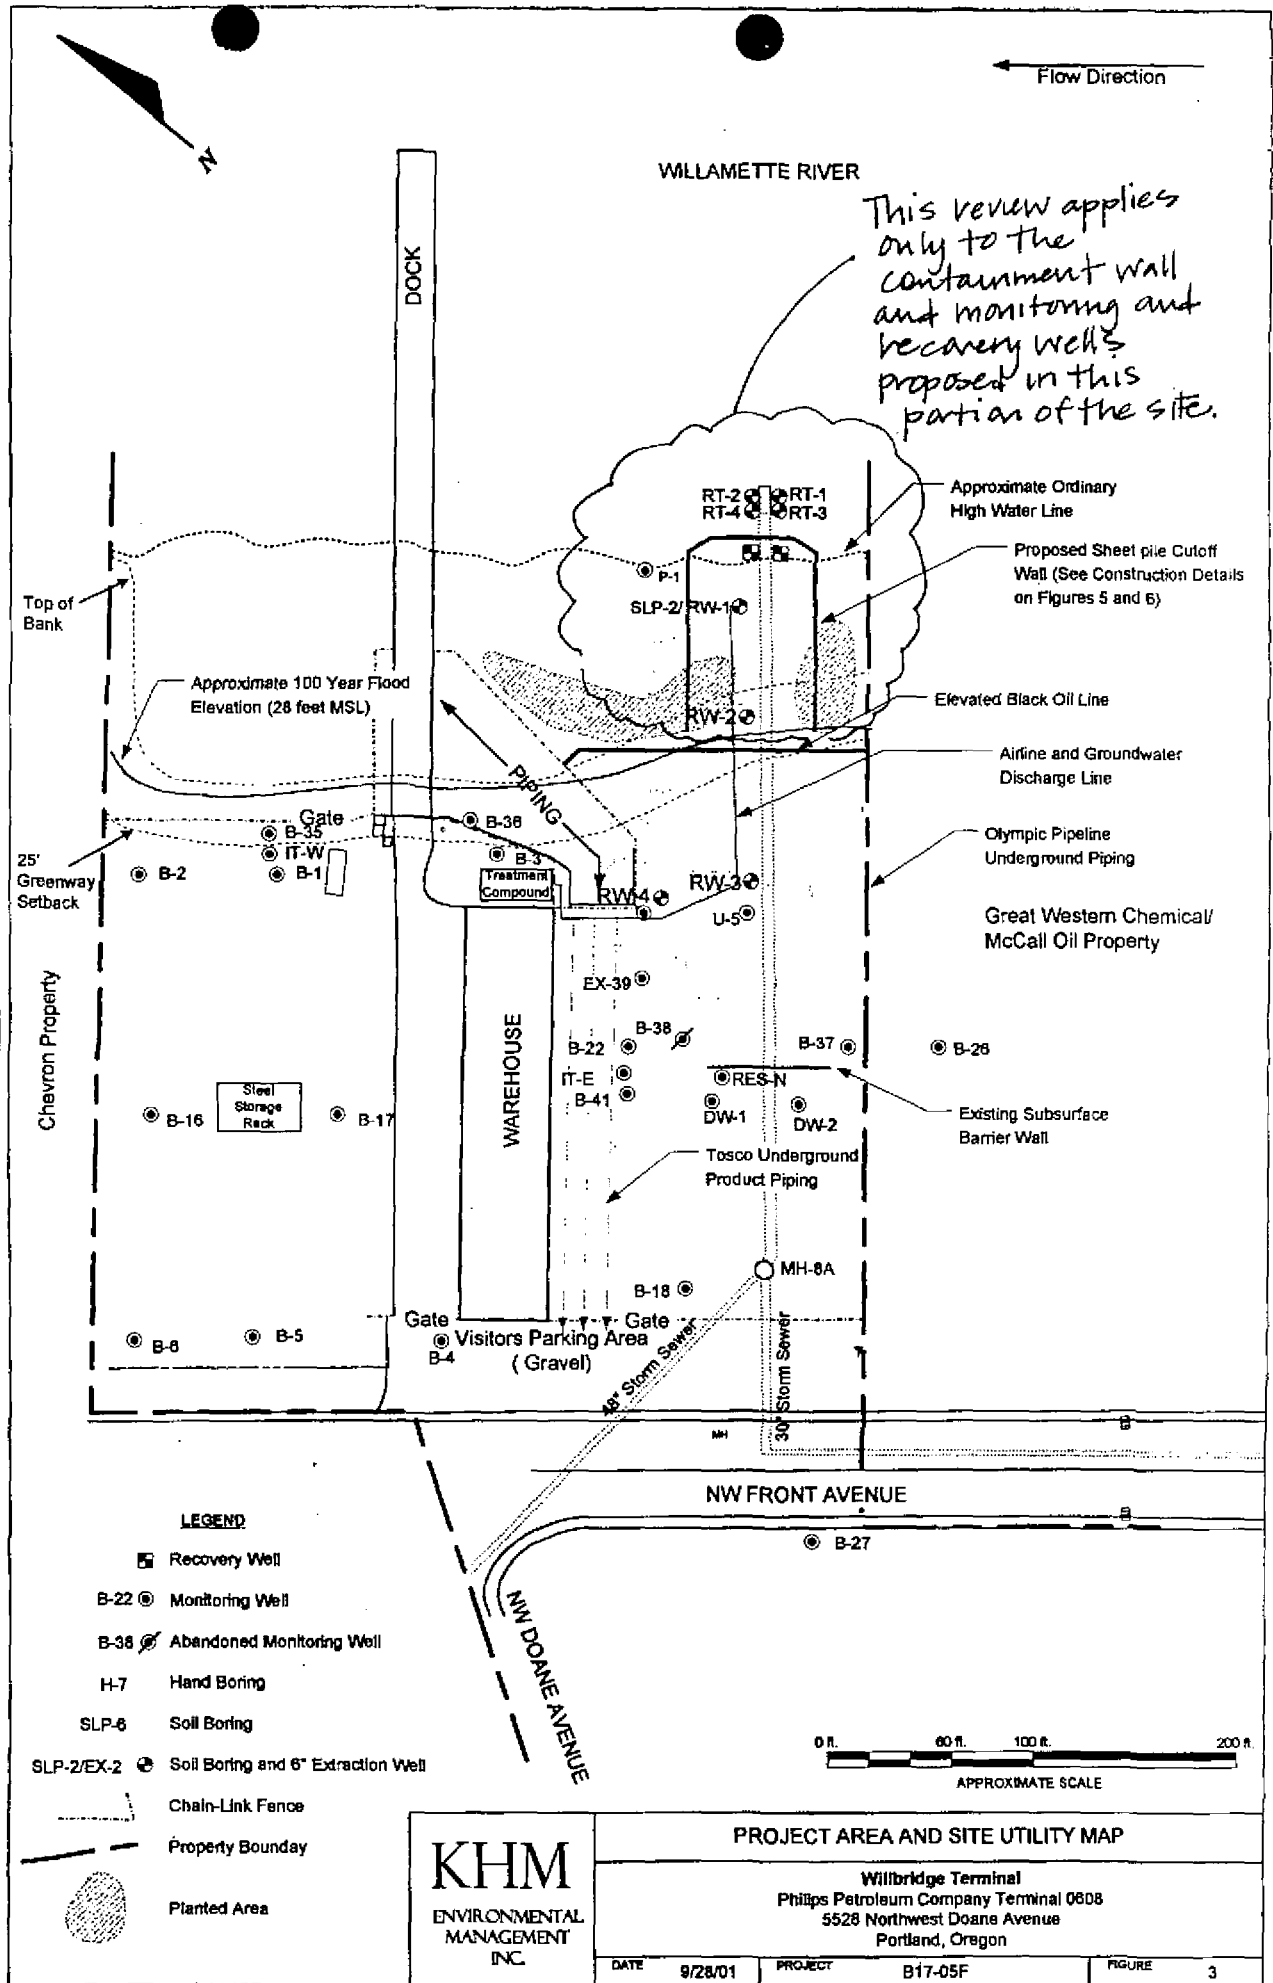 Flow Direction
N
WILLAMETTE RIVER
This review applies
only to the
containment wall
and monitoring and
recovery wells
proposed in this
portion of the site.
DOCK
RT-2 RT-1
RT-4 RT-3
Approximate Ordinary
High Water Line
Proposed Sheet pile Cutoff
Wall (See Construction Details
on Figures 5 and 6)
P-1
SLP-2/RW-1
Top of
Bank
Approximate 100 Year Flood
Elevation (28 feet MSL)
Elevated Black Oil Line
RW-2
Airline and Groundwater
Discharge Line
PIPING
Gate
B-35
B-36
IT-W
B-3
B-2
B-1
25'
Greenway
Setback
Treatment
Compound
RW-4
RW-3
U-5
Olympic Pipeline
Underground Piping
Great Western Chemical/
McCall Oil Property
Chevron Property
WAREHOUSE
EX-39
B-38
B-22
B-37
B-26
IT-E
RES-N
B-41
DW-1
DW-2
Existing Subsurface
Barrier Wall
Steel
Storage
Rack
B-16
B-17
Tosco Underground
Product Piping
MH-8A
B-18
Gate
Gate
Visitors Parking Area
( Gravel)
B-6
B-5
B-4
48" Storm Sewer
30" Storm Sewer
MH
NW FRONT AVENUE
B-27
NW DOANE AVENUE
LEGEND
Recovery Well
B-22 Monitoring Well
B-38 Abandoned Monitoring Well
H-7 Hand Boring
SLP-6 Soil Boring
SLP-2/EX-2 Soil Boring and 6" Extraction Well
Chain-Link Fence
Property Bounday
Planted Area
0 ft. 60 ft. 100 ft. 200 ft.
APPROXIMATE SCALE
KHM
ENVIRONMENTAL
MANAGEMENT
INC.
PROJECT AREA AND SITE UTILITY MAP
Willbridge Terminal
Philips Petroleum Company Terminal 0608
5528 Northwest Doane Avenue
Portland, Oregon
DATE 9/28/01 PROJECT B17-05F FIGURE 3